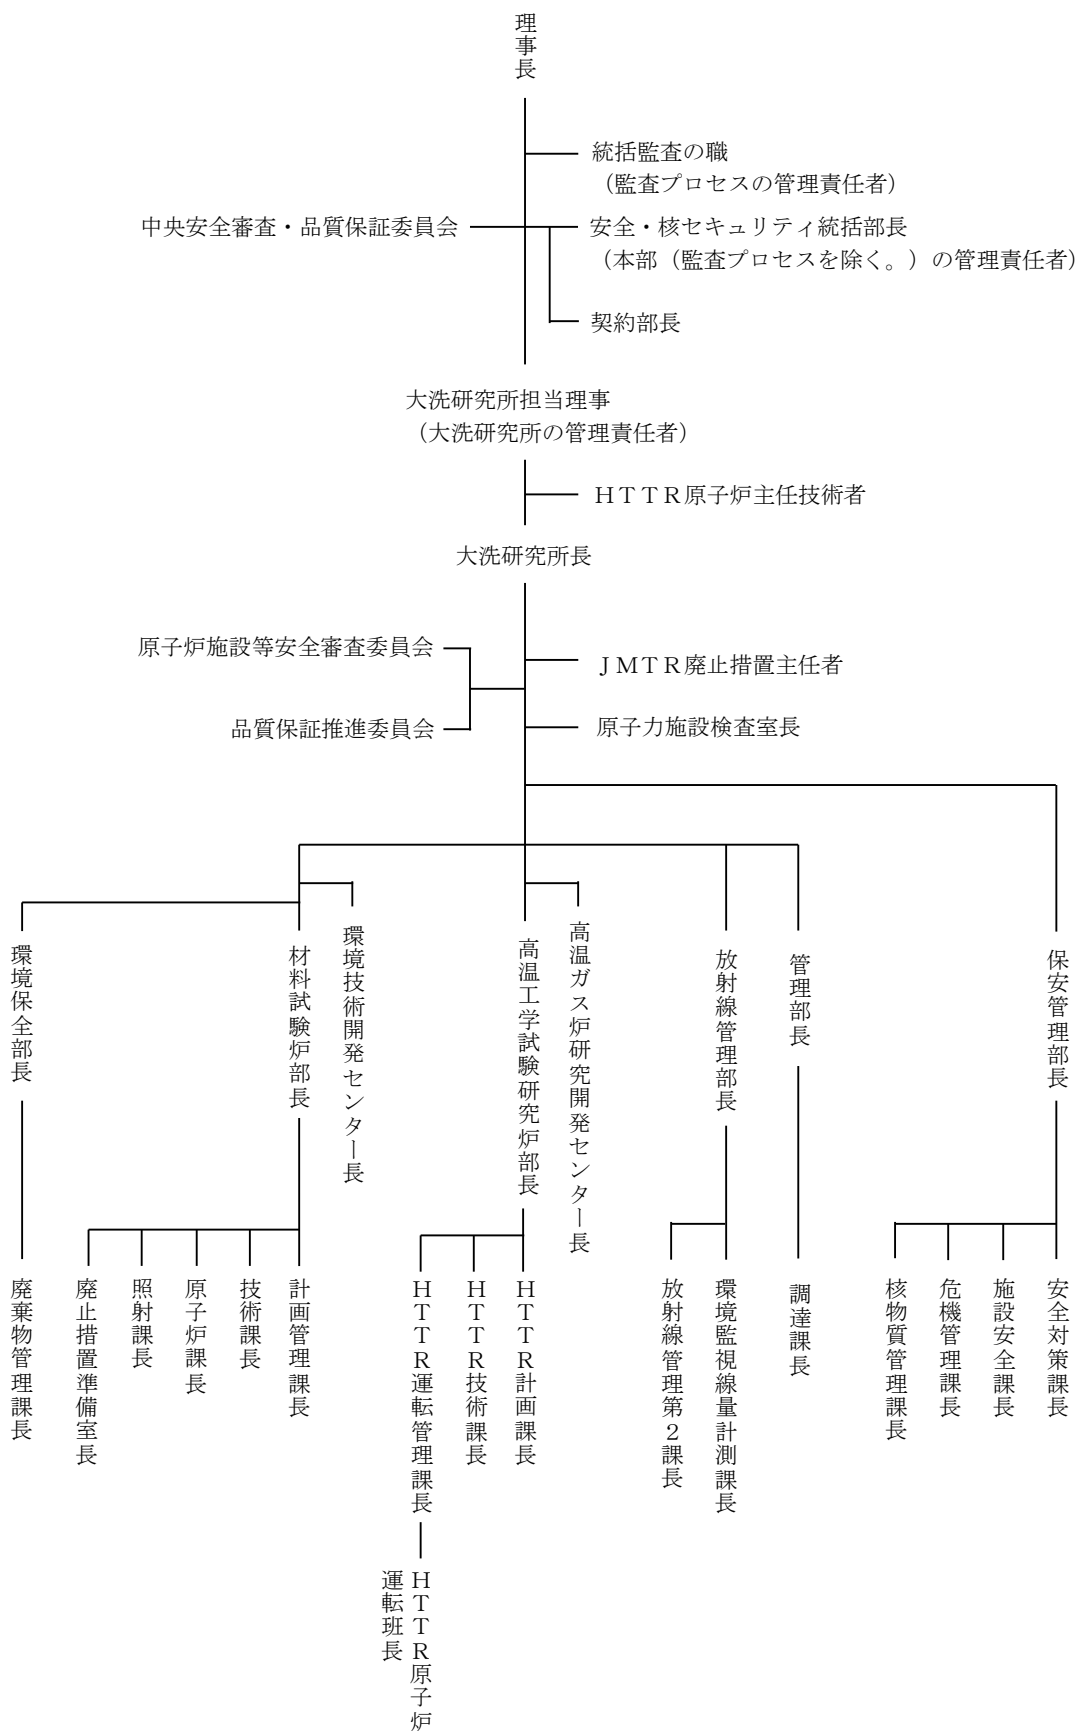 理事長
統括監査の職
（監査プロセスの管理責任者）
中央安全審査・品質保証委員会
安全・核セキュリティ統括部長
（本部（監査プロセスを除く。）の管理責任者）
契約部長
大洗研究所担当理事
（大洗研究所の管理責任者）
ＨＴＴＲ原子炉主任技術者
大洗研究所長
原子炉施設等安全審査委員会
ＪＭＴＲ廃止措置主任者
品質保証推進委員会
原子力施設検査室長
環境保全部長
材料試験炉部長
環境技術開発センター長
高温工学試験研究炉部長
高温ガス炉研究開発センター長
放射線管理部長
管理部長
保安管理部長
廃棄物管理課長
廃止措置準備室長
照射課長
原子炉課長
技術課長
計画管理課長
ＨＴＴＲ運転管理課長
ＨＴＴＲ技術課長
ＨＴＴＲ計画課長
放射線管理第２課長
環境監視線量計測課長
調達課長
核物質管理課長
危機管理課長
施設安全課長
安全対策課長
ＨＴＴＲ原子炉
運転班長